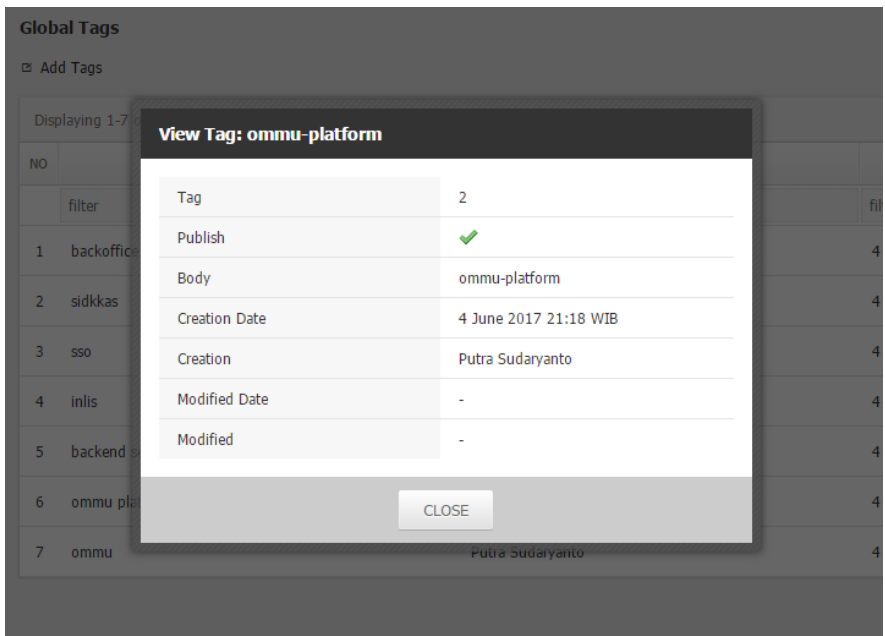 Global Tags
Add Tags
Displaying 1-7
View Tag: ommu-platform
NO
Tag 2
filter
Publish
1 backoffice 4
Body ommu-platform
2 sidkkas 4
Creation Date 4 June 2017 21:18 WIB
3 sso 4
Creation Putra Sudaryanto
Modified Date -
4 inlis 4
Modified -
5 backend 4
6 ommu 4
CLOSE
7 ommu Putra Sudaryanto 4